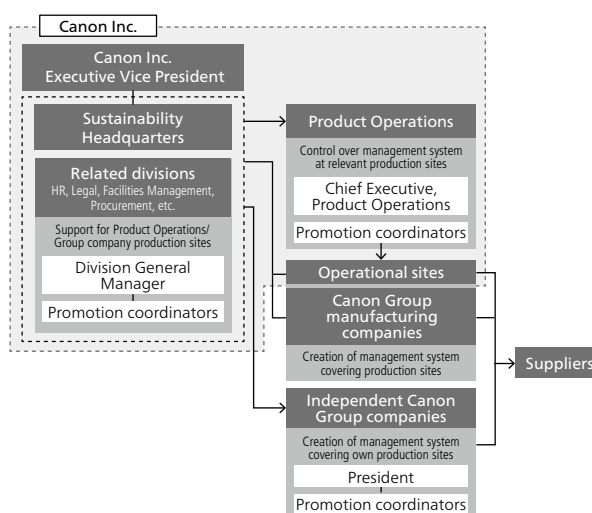 Canon Inc.
Canon Inc.
Executive Vice President
Sustainability
Headquarters
Related divisions
HR, Legal, Facilities Management,
Procurement, etc.
Support for Product Operations/
Group company production sites
Division General
Manager
Promotion coordinators
Product Operations
Control over management system
at relevant production sites
Chief Executive,
Product Operations
Promotion coordinators
Operational sites
Canon Group
manufacturing
companies
Creation of management system
covering production sites
Independent Canon
Group companies
Creation of management system
covering own production sites
President
Promotion coordinators
Suppliers